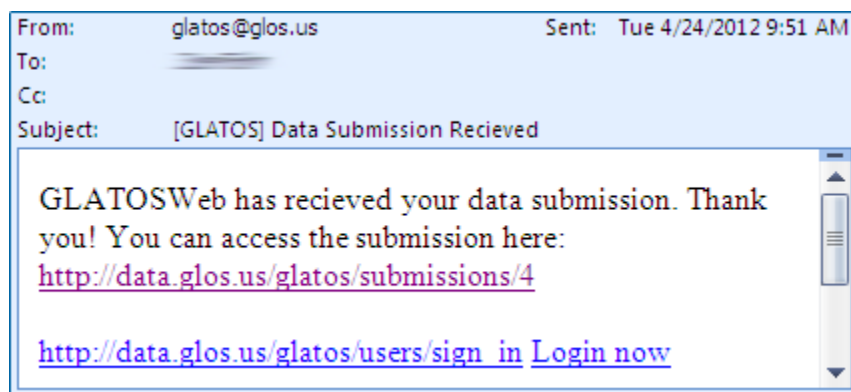 From: glatos@glos.us Sent: Tue 4/24/2012 9:51 AM
To:
Cc:
Subject: [GLATOS] Data Submission Recieved
GLATOSWeb has recieved your data submission. Thank
you! You can access the submission here:
http://data.glos.us/glatos/submissions/4
http://data.glos.us/glatos/users/sign_in Login now